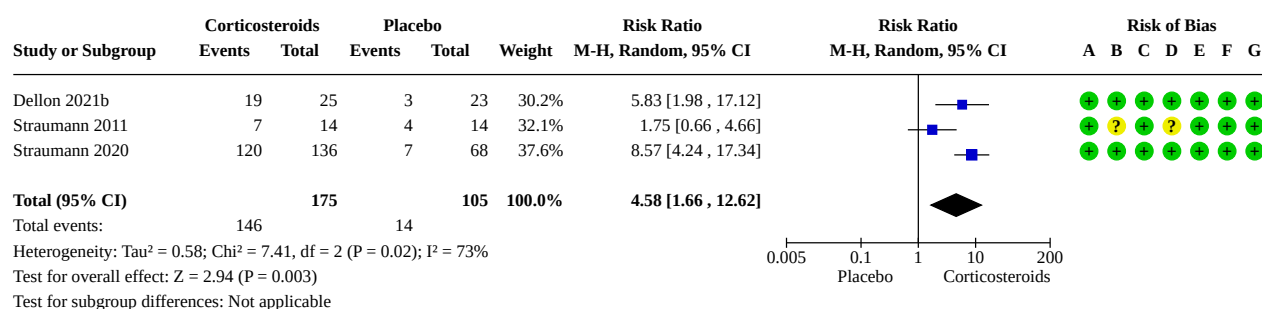 Corticosteroids Placebo Risk Ratio Risk Ratio Risk of Bias
Study or Subgroup Events Total Events Total Weight M-H, Random, 95% CI M-H, Random, 95% CI A B C D E F G
Dellon 2021b 19 25 3 23 30.2% 5.83 [1.98 , 17.12] + + + + + + +
Straumann 2011 7 14 4 14 32.1% 1.75 [0.66 , 4.66] + ? + ? + + +
Straumann 2020 120 136 7 68 37.6% 8.57 [4.24 , 17.34] + + + + + + +
Total (95% CI) 175 105 100.0% 4.58 [1.66 , 12.62]
Total events: 146 14
Heterogeneity: Tau² = 0.58; Chi² = 7.41, df = 2 (P = 0.02); I² = 73%
0.005 0.1 1 10 200
Test for overall effect: Z = 2.94 (P = 0.003) Placebo Corticosteroids
Test for subgroup differences: Not applicable